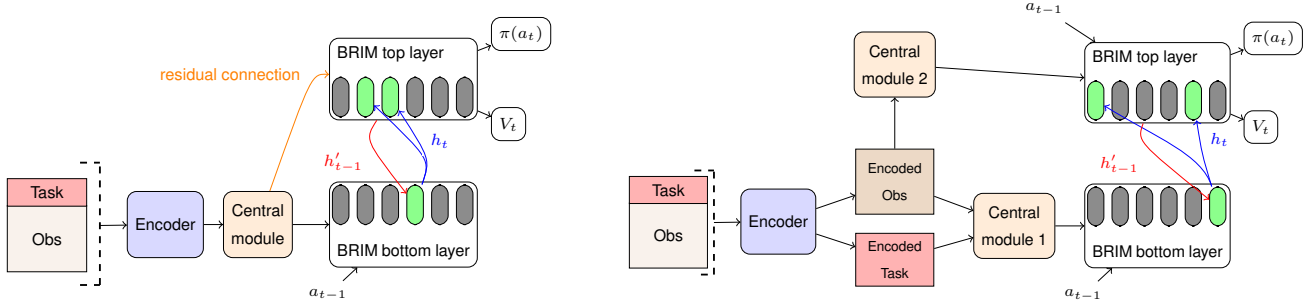 π(a_t)
BRIM top layer
residual connection
V_t
h_t
h'_{t-1}
Task
Obs
Encoder
Central
module
BRIM bottom layer
a_{t-1}
a_{t-1}
π(a_t)
Central
module 2
BRIM top layer
V_t
h_t
h'_{t-1}
Encoded
Obs
Task
Obs
Encoder
Central
module 1
Encoded
Task
BRIM bottom layer
a_{t-1}